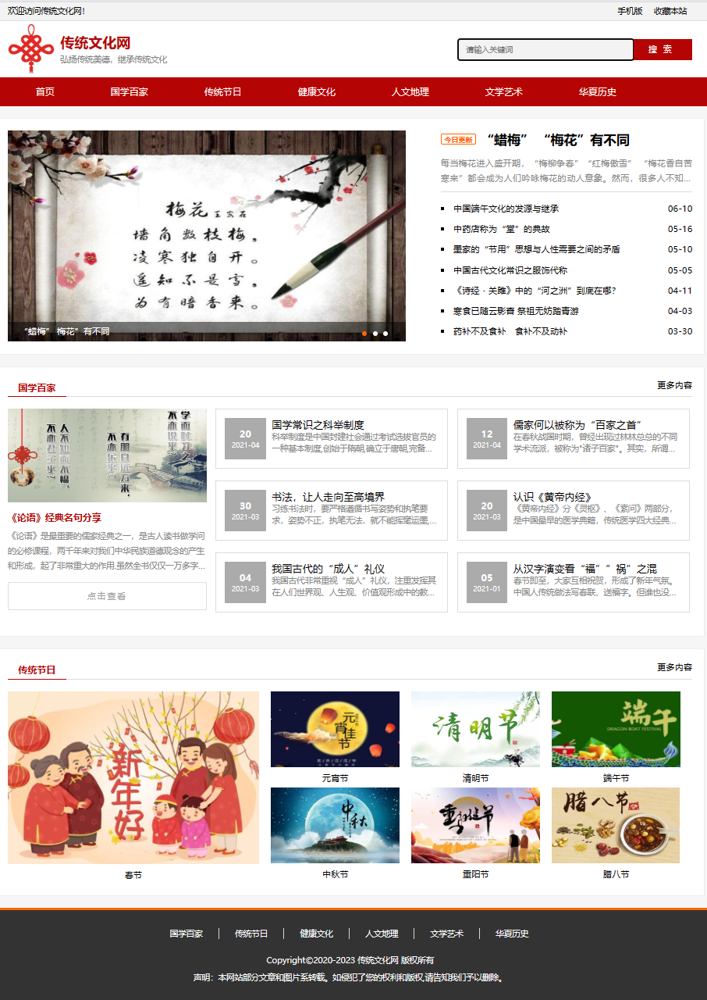 欢迎访问传统文化网!
手机版 收藏本站
传统文化网
弘扬传统美德，继承传统文化
请输入关键词
搜 索
首页 国学百家 传统节日 健康文化 人文地理 文学艺术 华夏历史
梅花 王安石
墙角数枝梅。
凌寒独自开。
遥知不是雪。
为有暗香来。
“蜡梅” 梅花”有不同
今日更新 “蜡梅” “梅花”有不同
每当梅花进入盛开期，“梅柳争春”“红梅傲雪” “梅花香自苦
寒来”都会成为人们吟咏梅花的动人意象。然而，很多人不知...
中国端午文化的发源与继承 06-10
中药店称为“堂”的典故 05-16
墨家的“节用”思想与人性需要之间的矛盾 05-10
中国古代文化常识之服饰代称 05-05
《诗经 · 关雎》中的“河之洲”到底在哪? 04-11
寒食已随云影杳 祭祖无妨踏青游 04-03
药补不及食补 食补不及动补 03-30
国学百家
更多内容
学而时习之，
不亦说乎？
有朋自远方来，
不亦乐乎？
人不知而不愠，
不亦君子乎？
《论语》经典名句分享
《论语》是最重要的儒家经典之一，是古人读书做学问
的必修课程，两千年来对我们中华民族道德观念的产生
和形成，起了非常重大的作用.虽然全书仅仅一万多字...
点击查看
20
2021-04
国学常识之科举制度
科举制度是中国封建社会通过考试选拔官员的
一种基本制度,创始于隋朝,确立于唐朝,完备...
12
2021-04
儒家何以被称为“百家之首”
在春秋战国时期，曾经出现过林林总总的不同
学术流派，被称为"诸子百家"。其实，所谓...
30
2021-03
书法，让人走向至高境界
习练书法时，要严格遵循书写姿势和执笔要
求，姿势不正，执笔无法，就不能挥毫运墨,...
20
2021-03
认识《黄帝内经》
《黄帝内经》分《灵枢》、《素问》两部分，
是中国最早的医学典籍，传统医学四大经典...
04
2021-03
我国古代的“成人”礼仪
我国古代非常重视“成人”礼仪，注重发挥其
在人们世界观、人生观、价值观形成中的教...
05
2021-01
从汉字演变看“福”“祸”之混
春节即至，大家互相祝贺，形成了新年气氛。
中国人传统做法写春联、送福字。但谁也没...
传统节日
更多内容
新年好
春节
元宵佳节
元宵节
清明节
清明节
端午
DRAGON BOAT FESTIVAL
端午节
中秋
中秋节
重阳佳节
重阳节
腊八节
腊八节
国学百家 | 传统节日 | 健康文化 | 人文地理 | 文学艺术 | 华夏历史
Copyright©2020-2023 传统文化网 版权所有
声明：本网站部分文章和图片系转载。如侵犯了您的权利和版权,请告知我们予以删除。